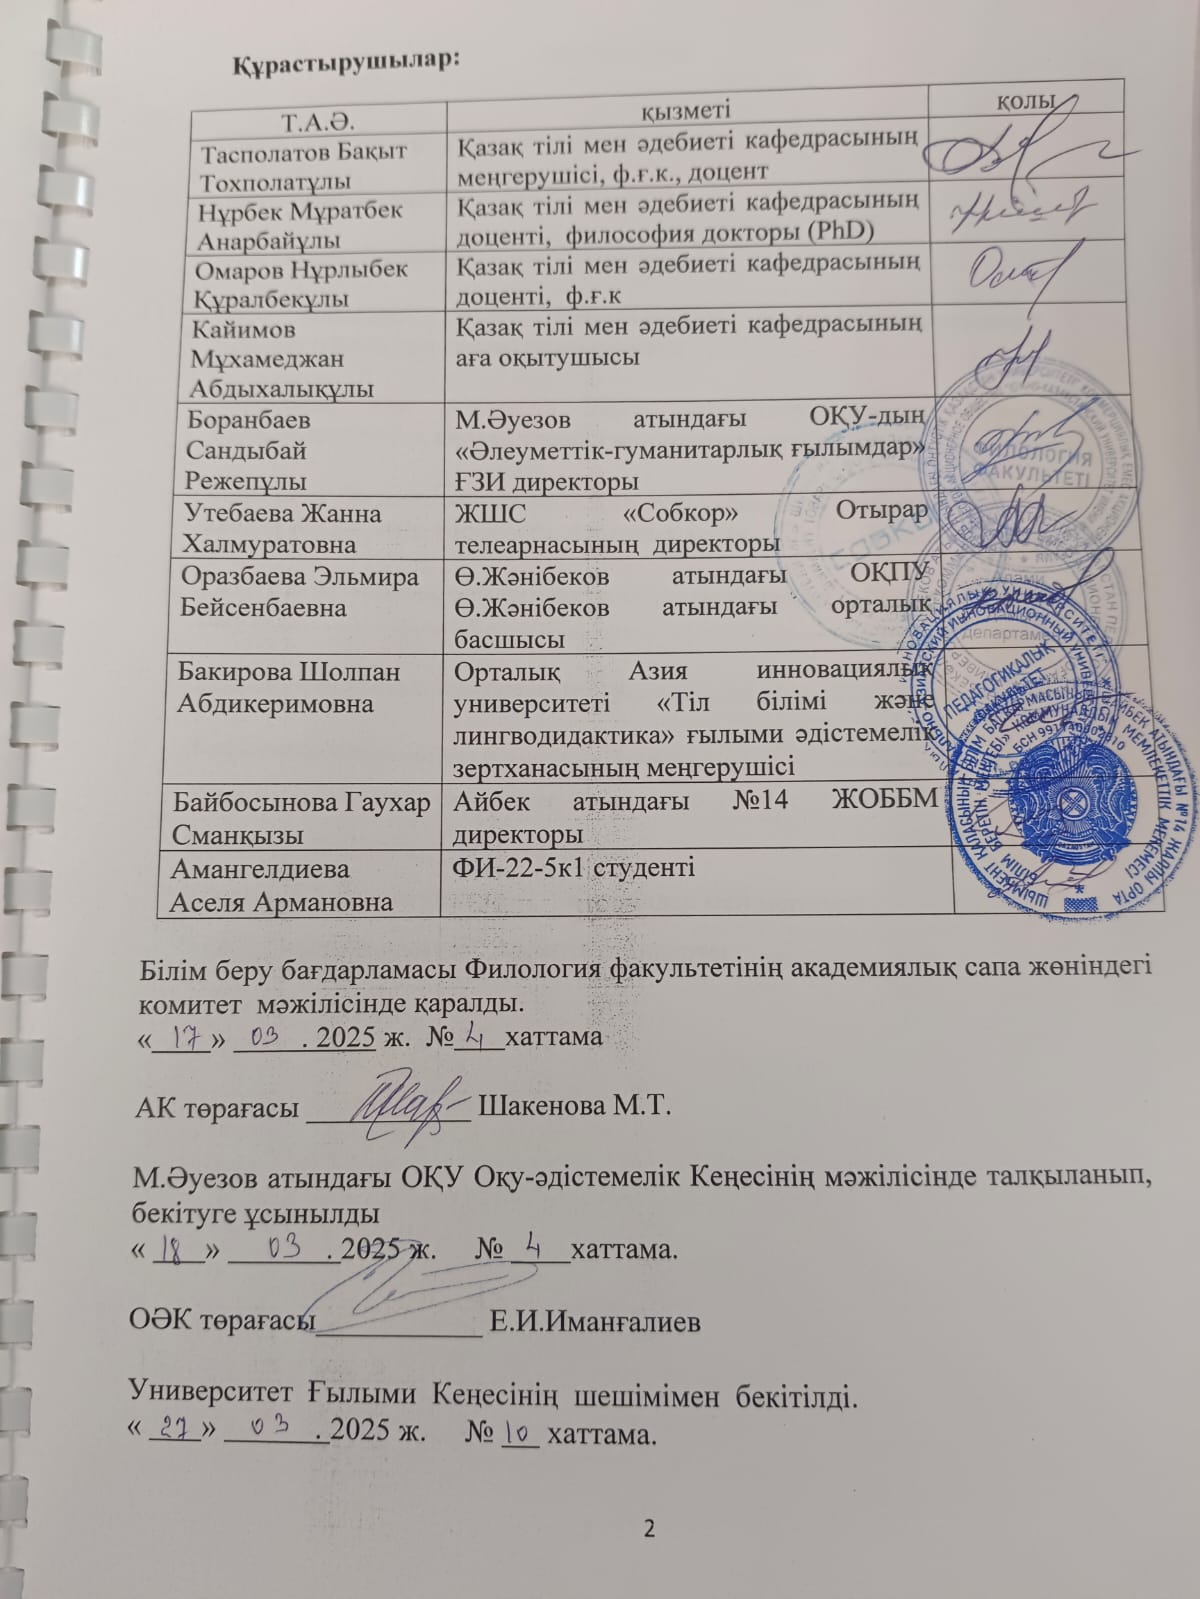 Құрастырушылар:
Т.А.Ә. қызметі қолы
Тасполатов Бақыт Қазақ тілі мен әдебиеті кафедрасының
Тохполатұлы меңгерушісі, ф.ғ.к., доцент
Нұрбек Мұратбек Қазақ тілі мен әдебиеті кафедрасының
Анарбайұлы доценті, философия докторы (PhD)
Омаров Нұрлыбек Қазақ тілі мен әдебиеті кафедрасының
Құралбекұлы доценті, ф.ғ.к
Кайимов Қазақ тілі мен әдебиеті кафедрасының
Мұхамеджан аға оқытушысы
Абдыхалықұлы
Боранбаев М.Әуезов атындағы ОҚУ-дың
Сандыбай «Әлеуметтік-гуманитарлық ғылымдар»
Режепұлы ҒЗИ директоры
Утебаева Жанна ЖШС «Собкор» Отырар
Халмуратовна телеарнасының директоры
Оразбаева Эльмира Ө.Жәнібеков атындағы ОҚПУ
Бейсенбаевна Ө.Жәнібеков атындағы орталық
басшысы
Бакирова Шолпан Орталық Азия инновациялық
Абдикеримовна университеті «Тіл білімі және
лингводидактика» ғылыми әдістемелік
зертханасының меңгерушісі
Байбосынова Гаухар Айбек атындағы №14 ЖОББМ
Сманқызы директоры
Амангелдиева ФИ-22-5к1 студенті
Аселя Армановна
ФИЛОЛОГИЯ
ФАКУЛЬТЕТІ
ПЕДАГОГИКАЛЫҚ
Білім беру бағдарламасы Филология факультетінің академиялық сапа жөніндегі
комитет мәжілісінде қаралды.
« 17 » 03 . 2025 ж. № 4 хаттама
АК төрағасы Шакенова М.Т.
М.Әуезов атындағы ОҚУ Оқу-әдістемелік Кеңесінің мәжілісінде талқыланып,
бекітуге ұсынылды
« 18 » 03 . 2025 ж. № 4 хаттама.
ОӘК төрағасы Е.И.Иманғалиев
Университет Ғылыми Кеңесінің шешімімен бекітілді.
« 27 » 03 . 2025 ж. № 10 хаттама.
2